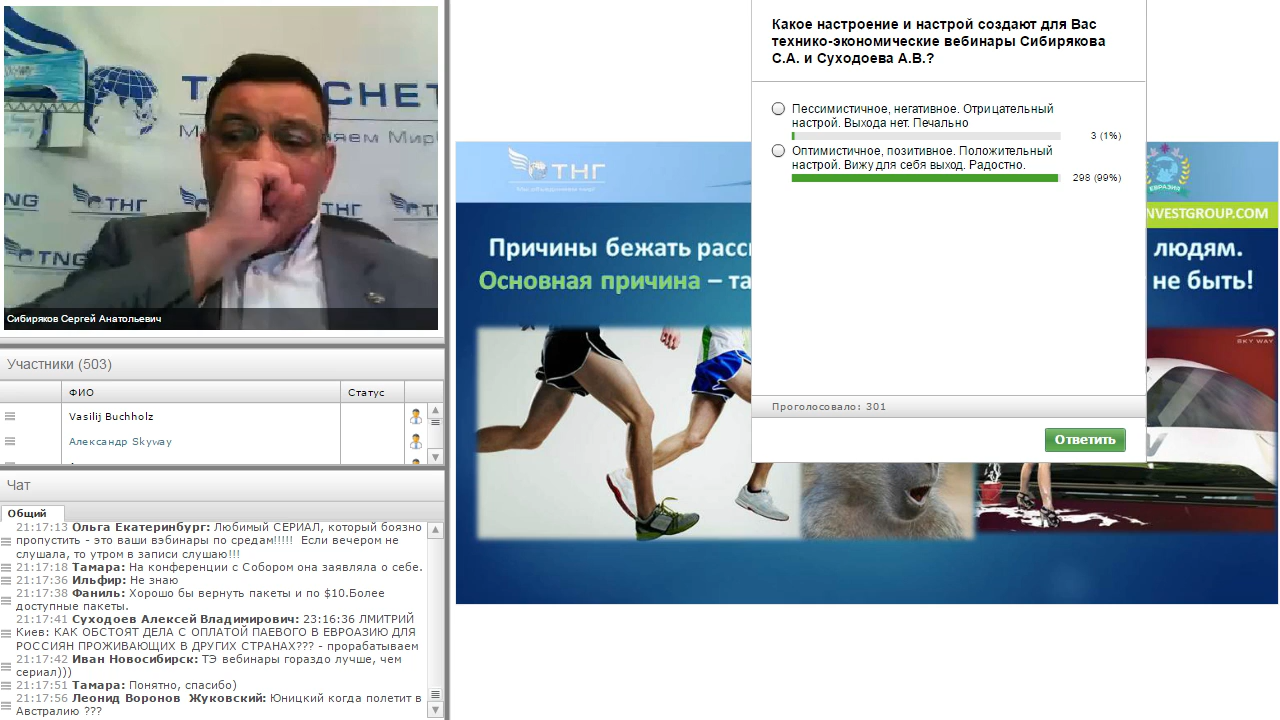 Сибиряков Сергей Анатольевич
Участники (503)
ФИО
Статус
Vasilij Buchholz
Александр Skyway
Чат
Общий
21:17:13 Ольга Екатеринбург: Любимый СЕРИАЛ, который боязно
пропустить - это ваши вэбинары по средам!!!!! Если вечером не
слушала, то утром в записи слушаю!!!
21:17:18 Тамара: На конференции с Собором она заявляла о себе.
21:17:36 Ильфир: Не знаю
21:17:38 Фаниль: Хорошо бы вернуть пакеты и по $10.Более
доступные пакеты.
21:17:41 Суходоев Алексей Владимирович: 23:16:36 ЛМИТРИЙ
Киев: КАК ОБСТОЯТ ДЕЛА С ОПЛАТОЙ ПАЕВОГО В ЕВРОАЗИЮ ДЛЯ
РОССИЯН ПРОЖИВАЮЩИХ В ДРУГИХ СТРАНАХ??? - прорабатываем
21:17:42 Иван Новосибирск: ТЭ вебинары гораздо лучше, чем
сериал)))
21:17:51 Тамара: Понятно, спасибо)
21:17:56 Леонид Воронов Жуковский: Юницкий когда полетит в
Австралию ???
Какое настроение и настрой создают для Вас
технико-экономические вебинары Сибирякова
С.А. и Суходоева А.В.?
Пессимистичное, негативное. Отрицательный
настрой. Выхода нет. Печально
3 (1%)
Оптимистичное, позитивное. Положительный
настрой. Вижу для себя выход. Радостно.
298 (99%)
Проголосовало: 301
Ответить
ТНГ
ЕВРАЗИЯ
NVESTGROUP.COM
Причины бежать расс людям.
Основная причина – та не быть!
SKY WAY
ТНГ
ТНГ
TNG
TNG